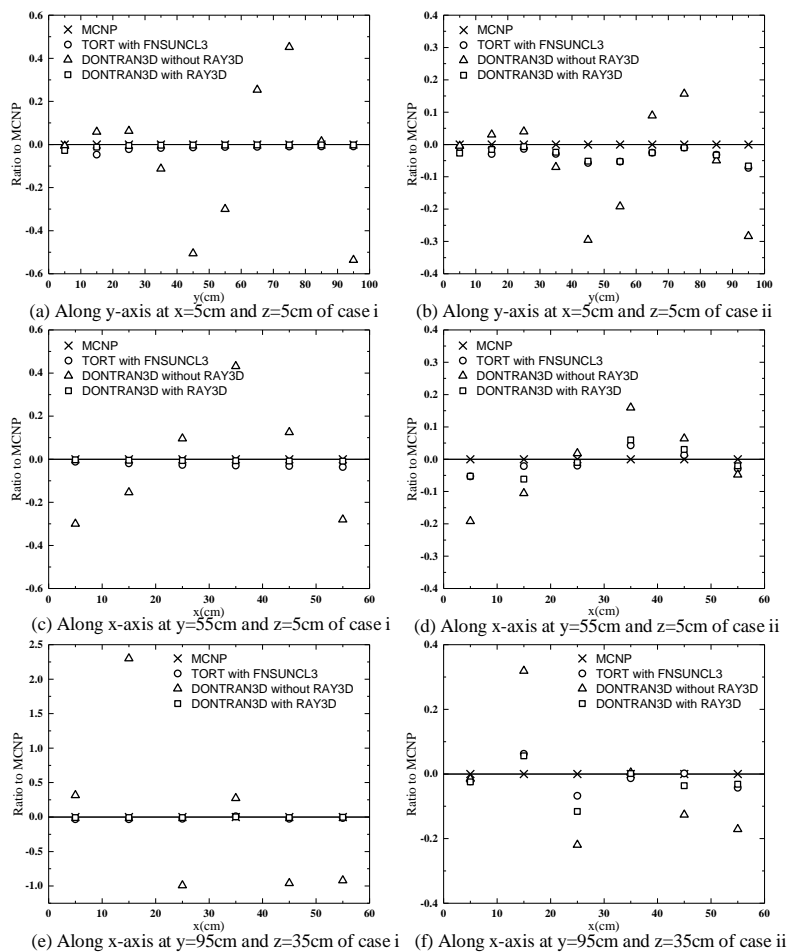 0.6
0.4
0.2
0.0
-0.2
-0.4
-0.6
Ratio to MCNP
MCNP
TORT with FNSUNCL3
DONTRAN3D without RAY3D
DONTRAN3D with RAY3D
0 10 20 30 40 50 60 70 80 90 100
y(cm)
(a) Along y-axis at x=5cm and z=5cm of case i
0.4
0.3
0.2
0.1
0.0
-0.1
-0.2
-0.3
-0.4
Ratio to MCNP
MCNP
TORT with FNSUNCL3
DONTRAN3D without RAY3D
DONTRAN3D with RAY3D
0 10 20 30 40 50 60 70 80 90 100
y(cm)
(b) Along y-axis at x=5cm and z=5cm of case ii
0.6
0.4
0.2
0.0
-0.2
-0.4
-0.6
Ratio to MCNP
MCNP
TORT with FNSUNCL3
DONTRAN3D without RAY3D
DONTRAN3D with RAY3D
0 10 20 30 40 50 60
x(cm)
(c) Along x-axis at y=55cm and z=5cm of case i
0.4
0.3
0.2
0.1
0.0
-0.1
-0.2
-0.3
-0.4
Ratio to MCNP
MCNP
TORT with FNSUNCL3
DONTRAN3D without RAY3D
DONTRAN3D with RAY3D
0 10 20 30 40 50 60
x(cm)
(d) Along x-axis at y=55cm and z=5cm of case ii
2.5
2.0
1.5
1.0
0.5
0.0
-0.5
-1.0
Ratio to MCNP
MCNP
TORT with FNSUNCL3
DONTRAN3D without RAY3D
DONTRAN3D with RAY3D
0 10 20 30 40 50 60
x(cm)
(e) Along x-axis at y=95cm and z=35cm of case i
0.4
0.2
0.0
-0.2
-0.4
Ratio to MCNP
MCNP
TORT with FNSUNCL3
DONTRAN3D without RAY3D
DONTRAN3D with RAY3D
0 10 20 30 40 50 60
x(cm)
(f) Along x-axis at y=95cm and z=35cm of case ii